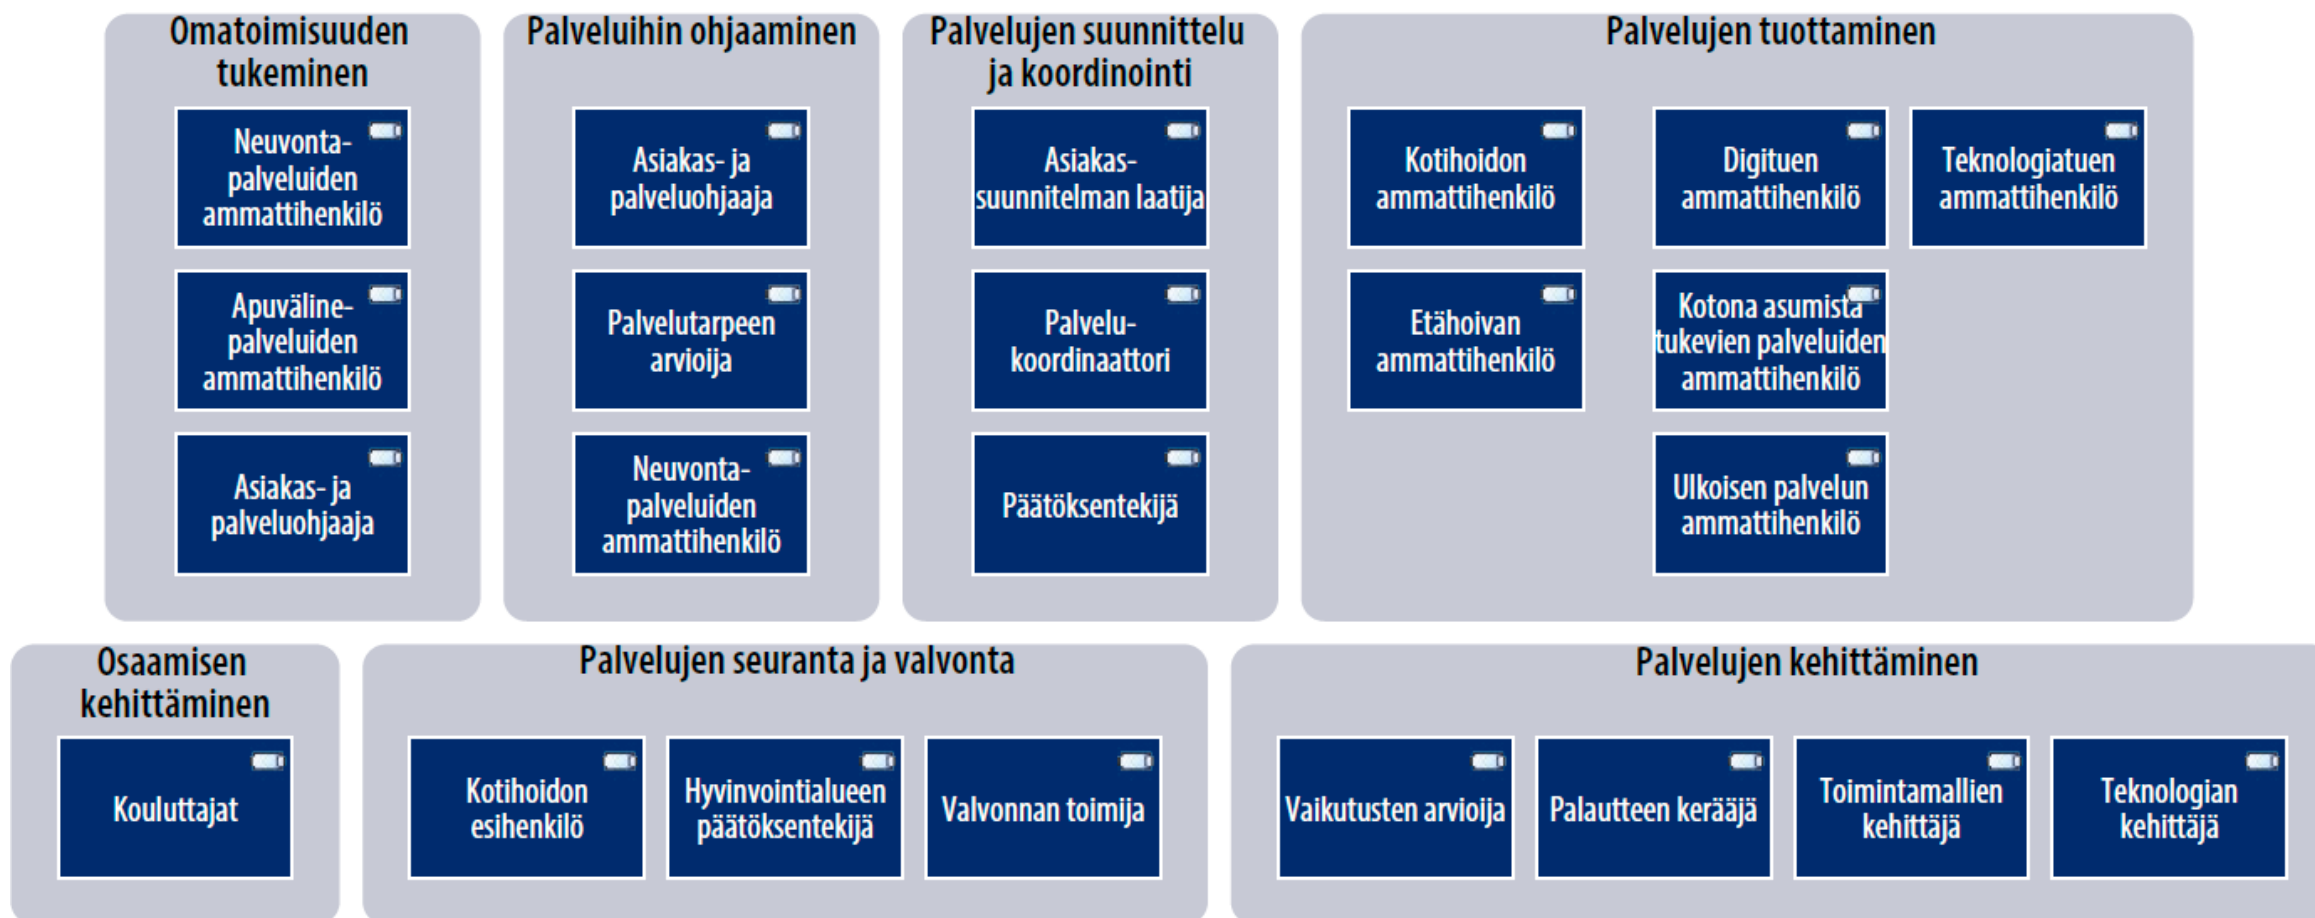 Omatoimisuuden
tukeminen
Neuvonta-
palveluiden
ammattihenkilö
Apuväline-
palveluiden
ammattihenkilö
Asiakas- ja
palveluohjaaja
Palveluihin ohjaaminen
Asiakas- ja
palveluohjaaja
Palvelutarpeen
arvioija
Neuvonta-
palveluiden
ammattihenkilö
Palvelujen suunnittelu
ja koordinointi
Asiakas-
suunnitelman laatija
Palvelu-
koordinaattori
Päätöksentekijä
Palvelujen tuottaminen
Kotihoidon
ammattihenkilö
Digituen
ammattihenkilö
Teknologiatuen
ammattihenkilö
Etähoivan
ammattihenkilö
Kotona asumista
tukevien palveluiden
ammattihenkilö
Ulkoisen palvelun
ammattihenkilö
Osaamisen
kehittäminen
Kouluttajat
Palvelujen seuranta ja valvonta
Kotihoidon
esihenkilö
Hyvinvointialueen
päätöksentekijä
Valvonnan toimija
Palvelujen kehittäminen
Vaikutusten arvioija
Palautteen kerääjä
Toimintamallien
kehittäjä
Teknologian
kehittäjä